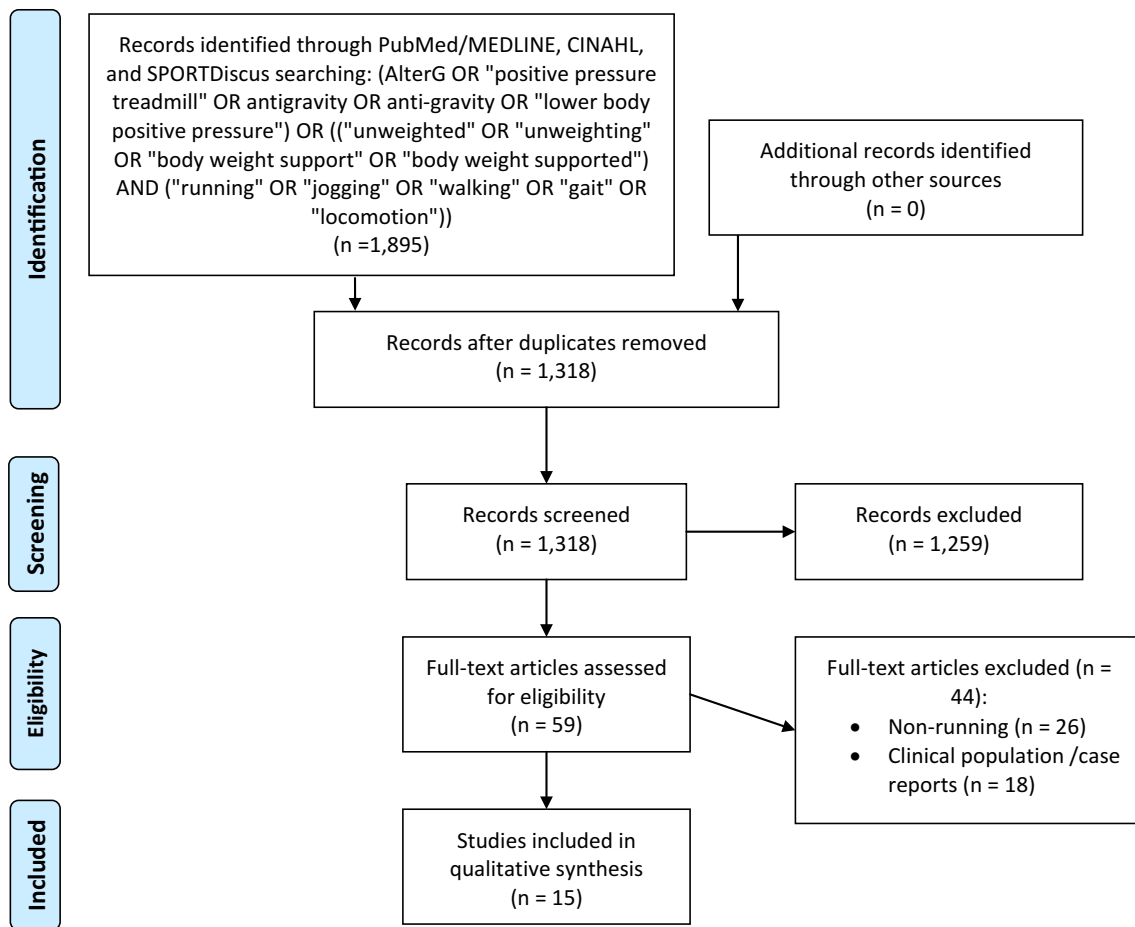 Identification
Records identified through PubMed/MEDLINE, CINAHL,
and SPORTDiscus searching: (AlterG OR "positive pressure
treadmill" OR antigravity OR anti-gravity OR "lower body
positive pressure") OR (("unweighted" OR "unweighting"
OR "body weight support" OR "body weight supported")
AND ("running" OR "jogging" OR "walking" OR "gait" OR
"locomotion"))
(n =1,895)
Additional records identified
through other sources
(n = 0)
Records after duplicates removed
(n = 1,318)
Screening
Records screened
(n = 1,318)
Records excluded
(n = 1,259)
Eligibility
Full-text articles assessed
for eligibility
(n = 59)
Full-text articles excluded (n =
44):
• Non-running (n = 26)
• Clinical population /case
reports (n = 18)
Included
Studies included in
qualitative synthesis
(n = 15)